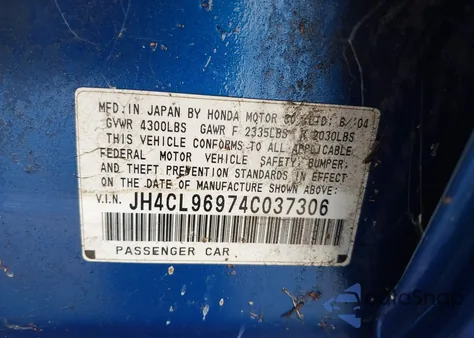 MFD. IN JAPAN BY HONDA MOTOR CO., LTD. 6/04
GVWR 4300LBS GAWR F 2335LBS R 2030LBS
THIS VEHICLE CONFORMS TO ALL APPLICABLE
FEDERAL MOTOR VEHICLE SAFETY, BUMPER,
AND THEFT PREVENTION STANDARDS IN EFFECT
ON THE DATE OF MANUFACTURE SHOWN ABOVE.
V.I.N. JH4CL96974C037306
PASSENGER CAR